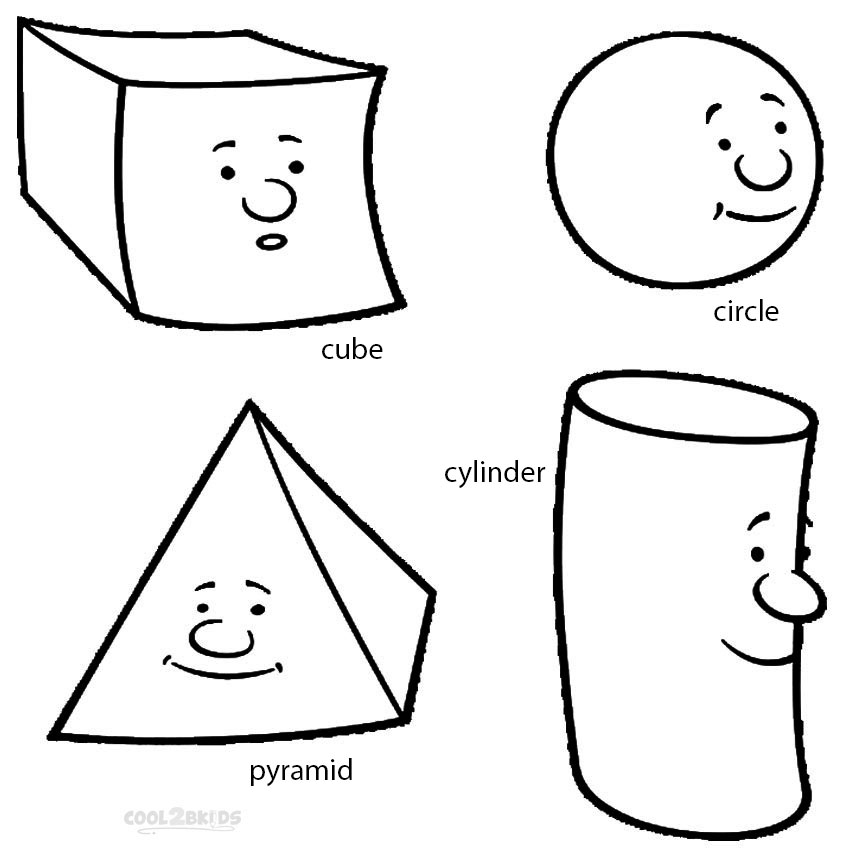 circle
cube
cylinder
pyramid
COOL2BKIDS